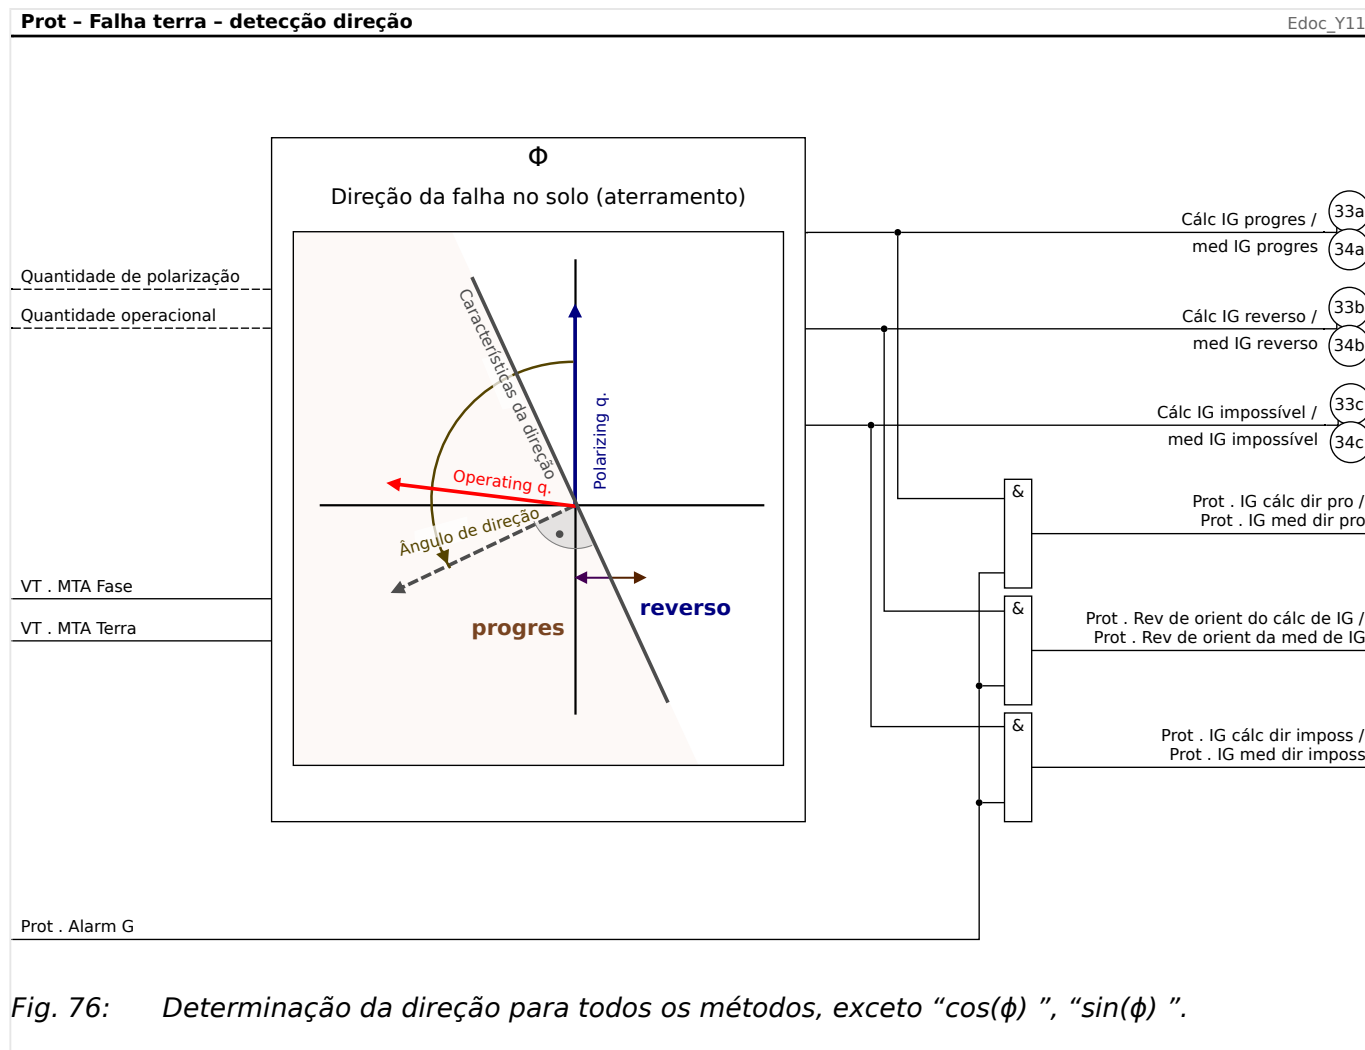 Prot – Falha terra – detecção direção
Edoc_Y11
Φ
Direção da falha no solo (aterramento)
Quantidade de polarização
Quantidade operacional
VT . MTA Fase
VT . MTA Terra
Prot . Alarm G
Características da direção
Polarizing q.
Operating q.
Ângulo de direção
progres
reverso
Cálc IG progres /
med IG progres
33a
34a
Cálc IG reverso /
med IG reverso
33b
34b
Cálc IG impossível /
med IG impossível
33c
34c
&
Prot . IG cálc dir pro /
Prot . IG med dir pro
&
Prot . Rev de orient do cálc de IG /
Prot . Rev de orient da med de IG
&
Prot . IG cálc dir imposs /
Prot . IG med dir imposs
Fig. 76: Determinação da direção para todos os métodos, exceto “cos(ϕ) ”, “sin(ϕ) ”.